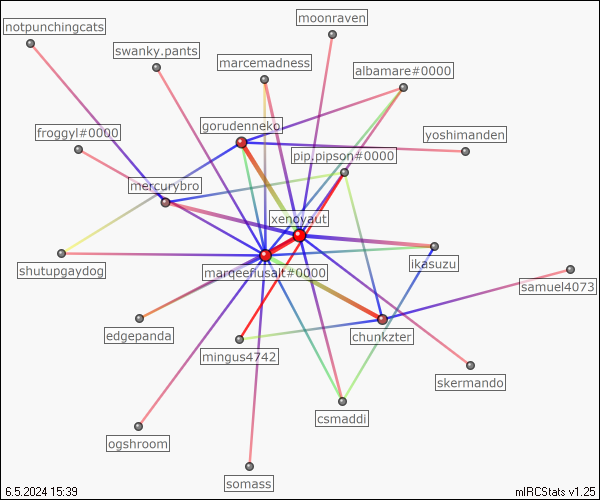 moonraven
notpunchingcats
swanky.pants
marcemadness
albamare#0000
froggyl#0000
gorudenneko
yoshimanden
pip.pipson#0000
mercurybro
xenoyaut
shutupgaydog
marqeefiusalt#0000
ikasuzu
samuel4073
edgepanda
mingus4742
chunkzter
skermando
csmaddi
ogshroom
somass
6.5.2024 15:39
mIRCStats v1.25